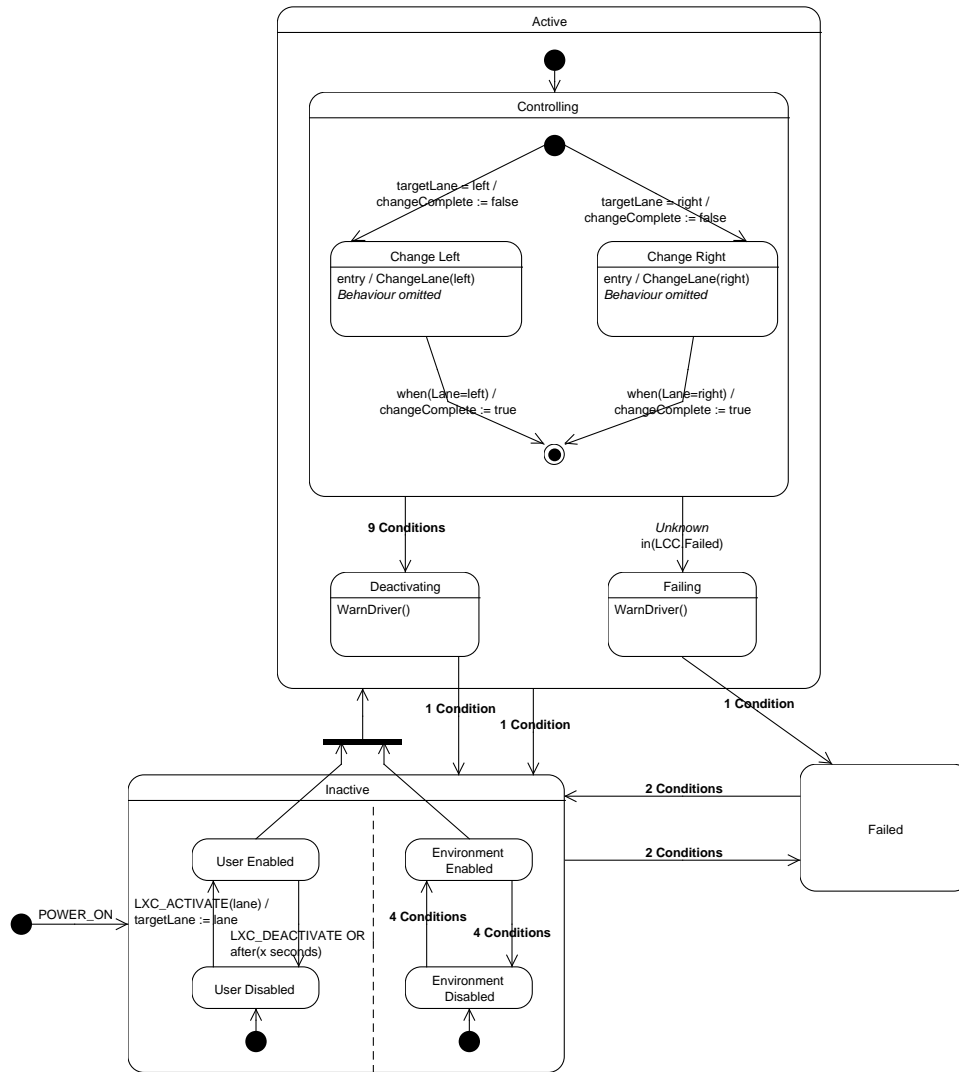 Active
Controlling
targetLane = left /
changeComplete := false
targetLane = right /
changeComplete := false
Change Left
entry / ChangeLane(left)
Behaviour omitted
Change Right
entry / ChangeLane(right)
Behaviour omitted
when(Lane=left) /
changeComplete := true
when(Lane=right) /
changeComplete := true
9 Conditions
Unknown
in(LCC.Failed)
Deactivating
WarnDriver()
Failing
WarnDriver()
1 Condition
1 Condition
1 Condition
Inactive
2 Conditions
Failed
2 Conditions
User Enabled
Environment
Enabled
POWER_ON
LXC_ACTIVATE(lane) /
targetLane := lane
LXC_DEACTIVATE OR
after(x seconds)
4 Conditions
4 Conditions
User Disabled
Environment
Disabled